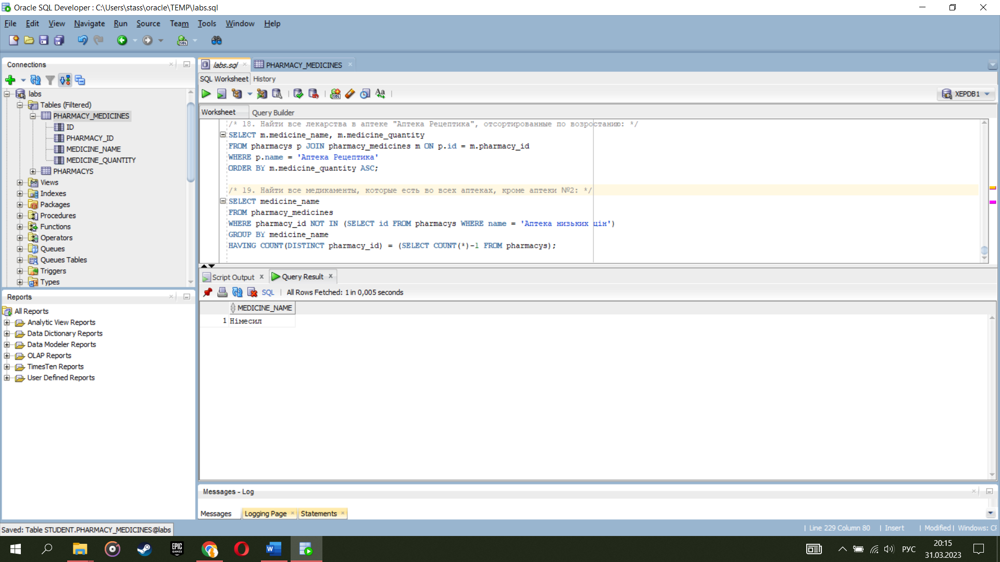 Oracle SQL Developer : C:\Users\stass\oracle\TEMP\labs.sql
File Edit View Navigate Run Source Team Tools Window Help
Connections
labs
Tables (Filtered)
PHARMACY_MEDICINES
ID
PHARMACY_ID
MEDICINE_NAME
MEDICINE_QUANTITY
PHARMACYS
Views
Indexes
Packages
Procedures
Functions
Operators
Queues
Queues Tables
Triggers
Types
Reports
All Reports
Analytic View Reports
Data Dictionary Reports
Data Modeler Reports
OLAP Reports
TimesTen Reports
User Defined Reports
labs.sql PHARMACY_MEDICINES
SQL Worksheet History
XEPDB1
Worksheet Query Builder
/* 18. Найти все лекарства в аптеке "Аптека Рецептика", отсортированные по возростанию: */
SELECT m.medicine_name, m.medicine_quantity
FROM pharmacys p JOIN pharmacy_medicines m ON p.id = m.pharmacy_id
WHERE p.name = 'Аптека Рецептика'
ORDER BY m.medicine_quantity ASC;
/* 19. Найти все медикаменты, которые есть во всех аптеках, кроме аптеки №2: */
SELECT medicine_name
FROM pharmacy_medicines
WHERE pharmacy_id NOT IN (SELECT id FROM pharmacys WHERE name = 'Аптека низьких цін')
GROUP BY medicine_name
HAVING COUNT(DISTINCT pharmacy_id) = (SELECT COUNT(*)-1 FROM pharmacys);
Script Output Query Result
SQL All Rows Fetched: 1 in 0,005 seconds
MEDICINE_NAME
1 Німесил
Messages - Log
Messages Logging Page Statements
Saved: Table STUDENT.PHARMACY_MEDICINES@labs
Line 229 Column 80 Insert Modified Windows: CF
EPIC GAMES
РУС
20:15
31.03.2023